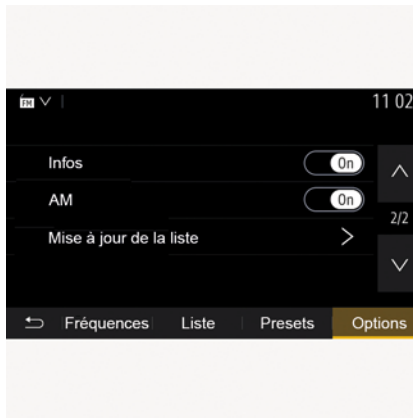 FM 11 02
Infos On
AM On
2/2
Mise à jour de la liste
Fréquences Liste Presets Options